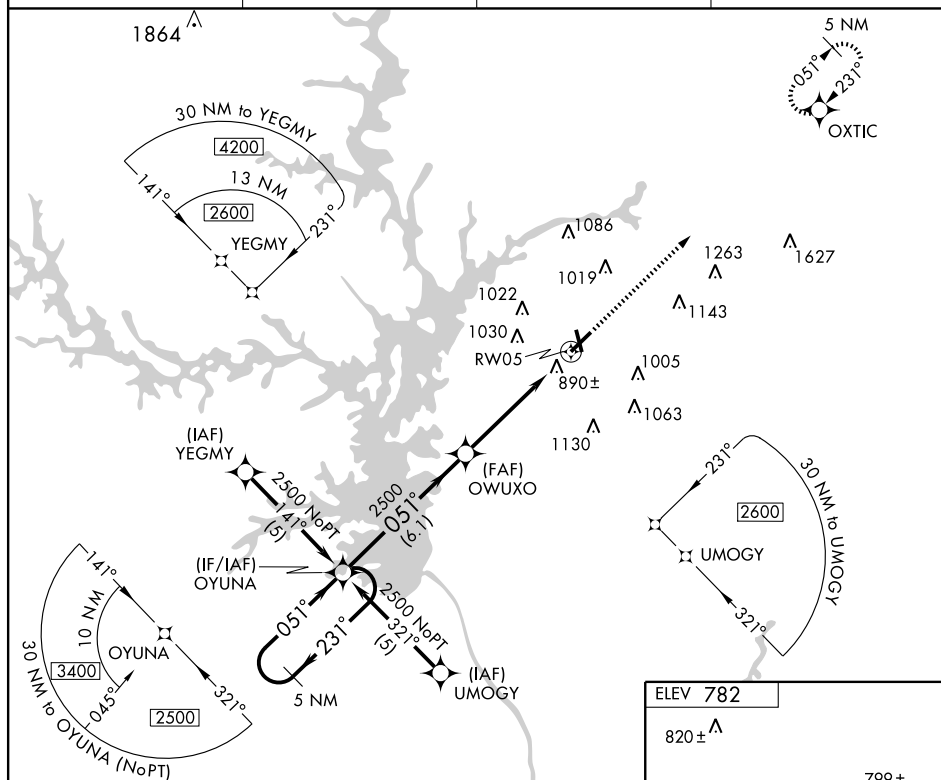 1864
5 NM
051°
231°
OXTIC
30 NM to YEGMY
4200
13 NM
141°
2600
231°
YEGMY
1086
1019
1263
1627
1022
1143
1030
RW05
890±
1005
1063
1130
(IAF)
YEGMY
2500 NoPT
141°
(5)
(FAF)
OWUXO
2500
051°
(6.1)
(IF/IAF)
OYUNA
051°
231°
5 NM
2500 NoPT
321°
(5)
(IAF)
UMOGY
231°
30 NM to UMOGY
2600
UMOGY
321°
141°
10 NM
OYUNA
3400
045°
321°
2500
30 NM to OYUNA (NoPT)
ELEV 782
820±